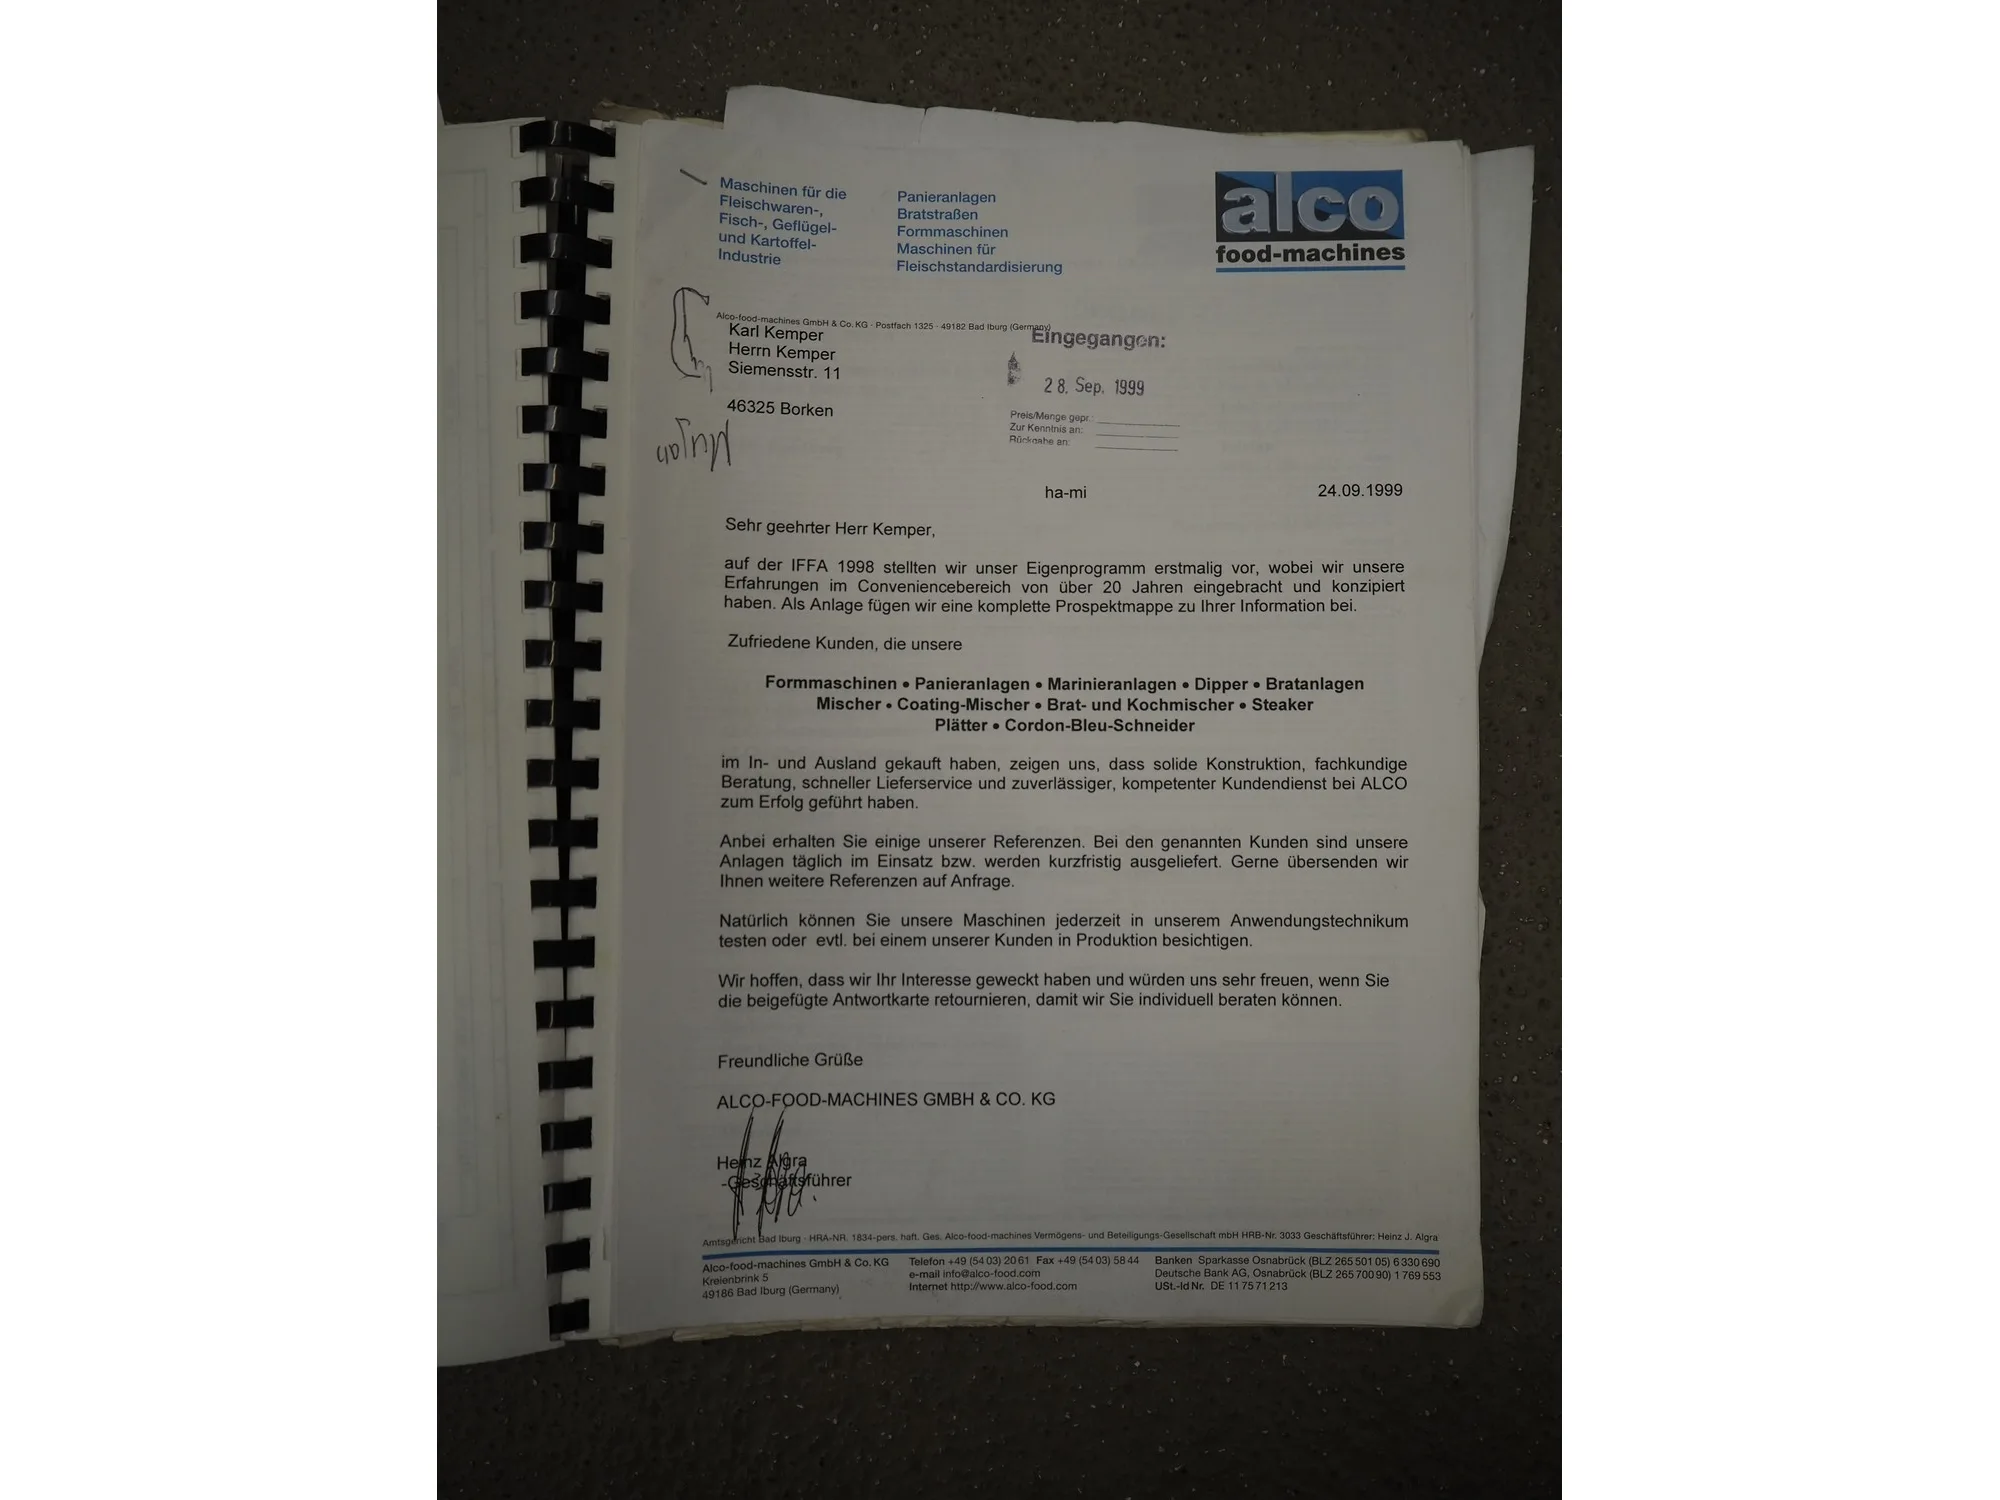 Maschinen für die
Fleischwaren-,
Fisch-, Geflügel-
und Kartoffel-
Industrie
Panieranlagen
Bratstraßen
Formmaschinen
Maschinen für
Fleischstandardisierung
alco
food-machines
Alco-food-machines GmbH & Co. KG · Postfach 1325 · 49182 Bad Iburg (Germany)
Karl Kemper
Herrn Kemper
Siemensstr. 11
46325 Borken
Eingegangen:
28. Sep. 1999
Preis/Menge gepr.:
Zur Kenntnis an:
Rückgabe an:
ha-mi 24.09.1999
Sehr geehrter Herr Kemper,
auf der IFFA 1998 stellten wir unser Eigenprogramm erstmalig vor, wobei wir unsere
Erfahrungen im Conveniencebereich von über 20 Jahren eingebracht und konzipiert
haben. Als Anlage fügen wir eine komplette Prospektmappe zu Ihrer Information bei.
Zufriedene Kunden, die unsere
Formmaschinen • Panieranlagen • Marinieranlagen • Dipper • Bratanlagen
Mischer • Coating-Mischer • Brat- und Kochmischer • Steaker
Plätter • Cordon-Bleu-Schneider
im In- und Ausland gekauft haben, zeigen uns, dass solide Konstruktion, fachkundige
Beratung, schneller Lieferservice und zuverlässiger, kompetenter Kundendienst bei ALCO
zum Erfolg geführt haben.
Anbei erhalten Sie einige unserer Referenzen. Bei den genannten Kunden sind unsere
Anlagen täglich im Einsatz bzw. werden kurzfristig ausgeliefert. Gerne übersenden wir
Ihnen weitere Referenzen auf Anfrage.
Natürlich können Sie unsere Maschinen jederzeit in unserem Anwendungstechnikum
testen oder evtl. bei einem unserer Kunden in Produktion besichtigen.
Wir hoffen, dass wir Ihr Interesse geweckt haben und würden uns sehr freuen, wenn Sie
die beigefügte Antwortkarte retournieren, damit wir Sie individuell beraten können.
Freundliche Grüße
ALCO-FOOD-MACHINES GMBH & CO. KG
Heinz Algra
-Geschäftsführer
Amtsgericht Bad Iburg · HRA-NR. 1834-pers. haft. Ges. Alco-food-machines Vermögens- und Beteiligungs-Gesellschaft mbH HRB-Nr. 3033 Geschäftsführer: Heinz J. Algra
Alco-food-machines GmbH & Co. KG
Kreienbrink 5
49186 Bad Iburg (Germany)
Telefon +49 (54 03) 20 61 Fax +49 (54 03) 58 44
e-mail info@alco-food.com
Internet http://www.alco-food.com
Banken Sparkasse Osnabrück (BLZ 265 501 05) 6 330 690
Deutsche Bank AG, Osnabrück (BLZ 265 700 90) 1 769 553
USt.-Id Nr. DE 11 75 71 213